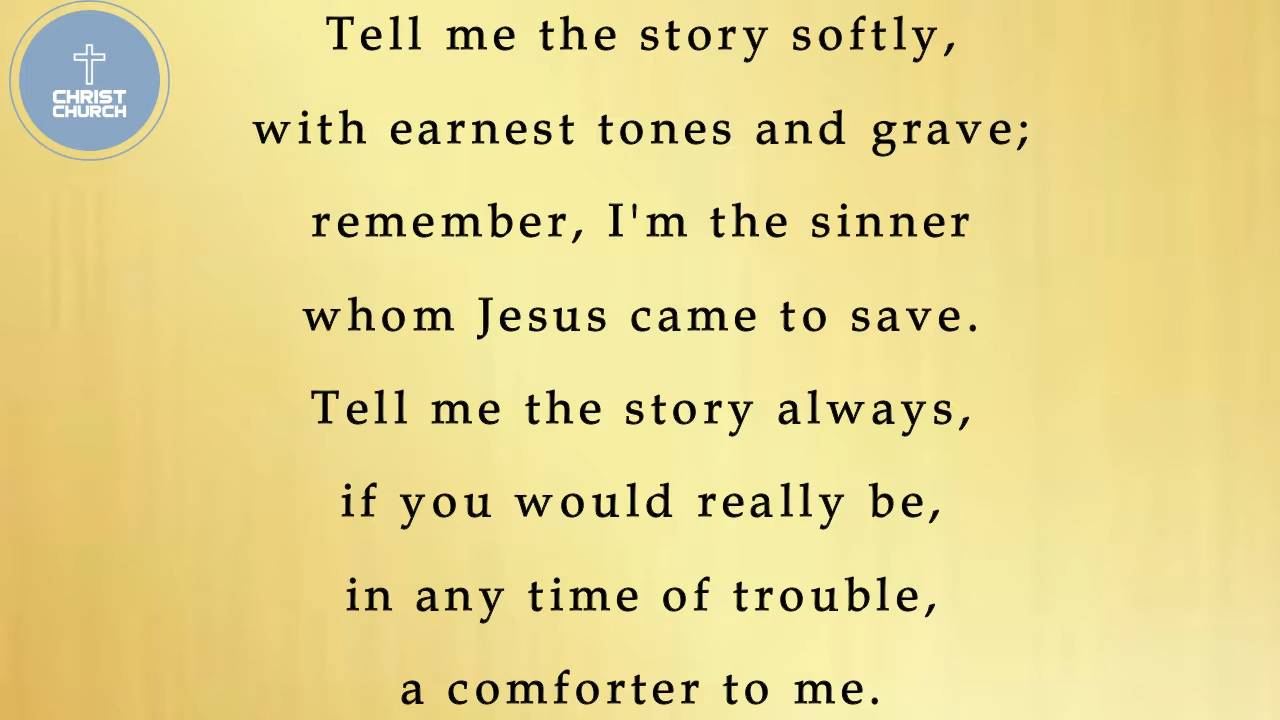 CHRIST
CHURCH
Tell me the story softly,
with earnest tones and grave;
remember, I'm the sinner
whom Jesus came to save.
Tell me the story always,
if you would really be,
in any time of trouble,
a comforter to me.